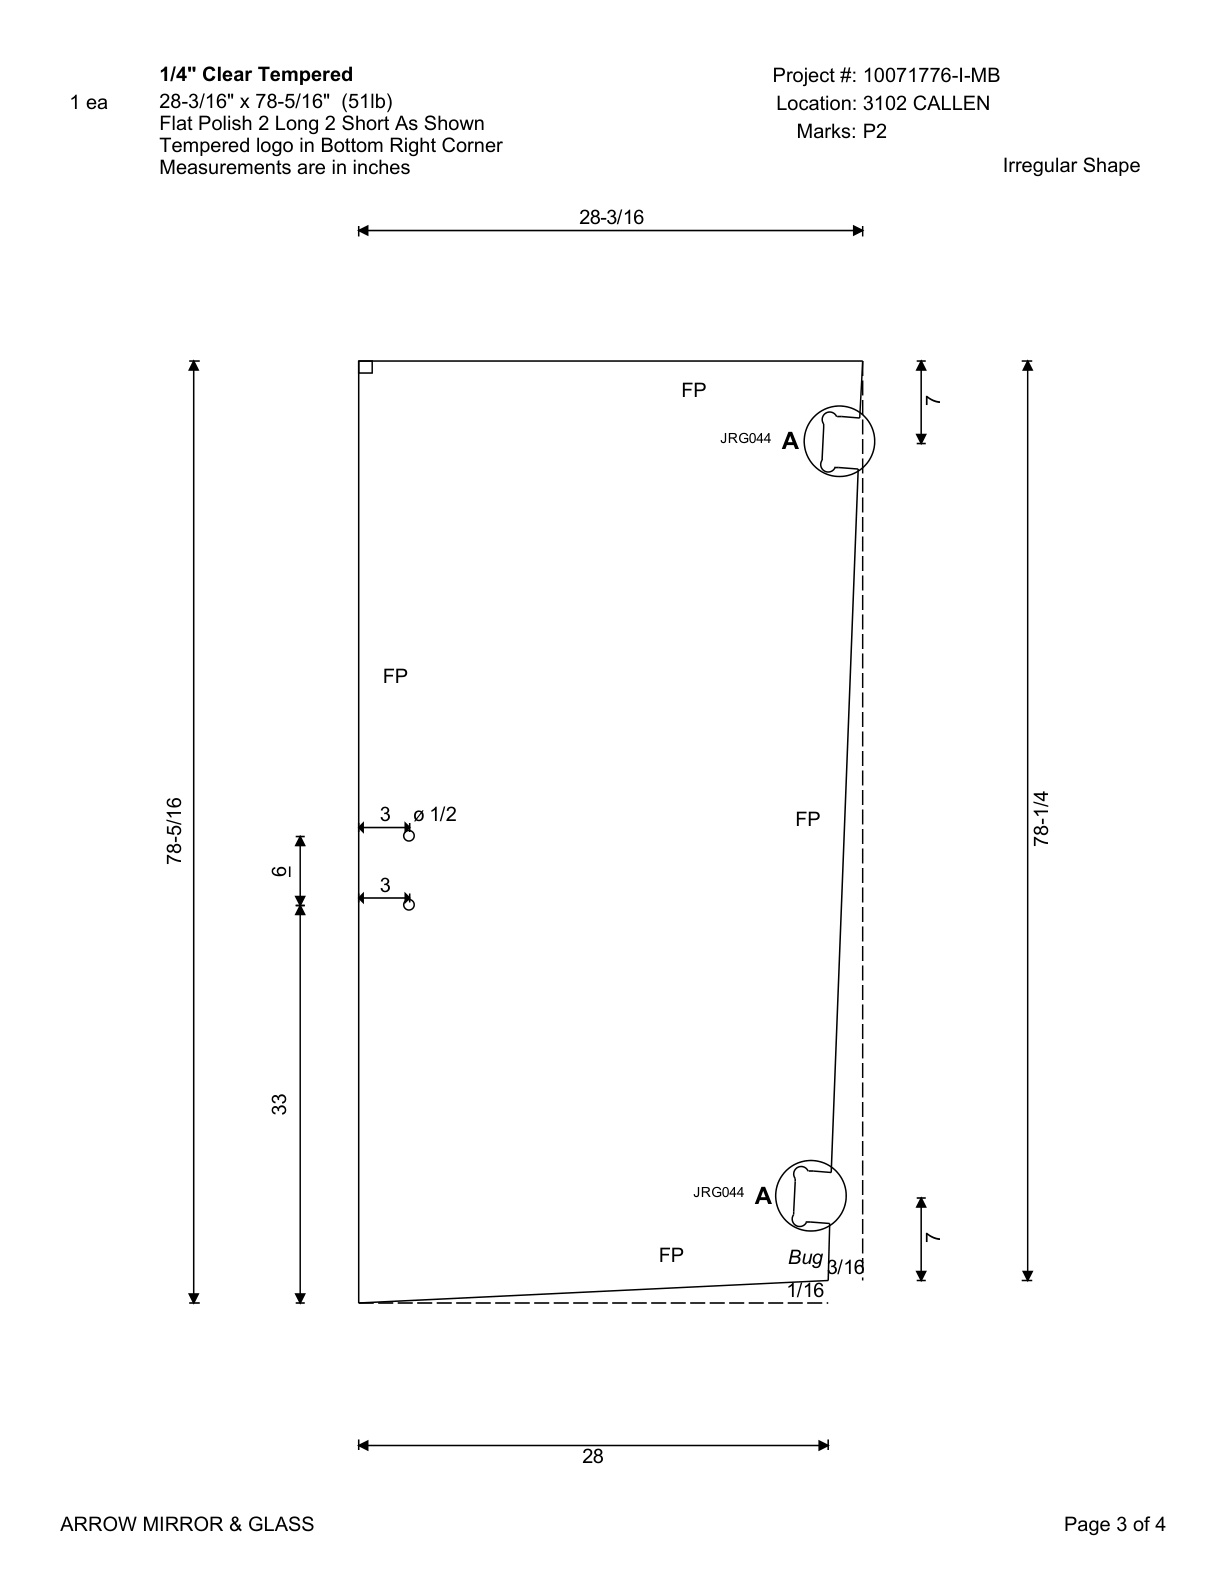 1/4" Clear Tempered
Project #: 10071776-I-MB
1 ea
28-3/16" x 78-5/16" (51lb)
Location: 3102 CALLEN
Flat Polish 2 Long 2 Short As Shown
Marks: P2
Tempered logo in Bottom Right Corner
Measurements are in inches
Irregular Shape
28-3/16
FP
7
JRG044 A
FP
78-5/16
78-1/4
3 ø 1/2
FP
6
3
33
JRG044 A
7
FP
Bug
3/16
1/16
28
ARROW MIRROR & GLASS
Page 3 of 4